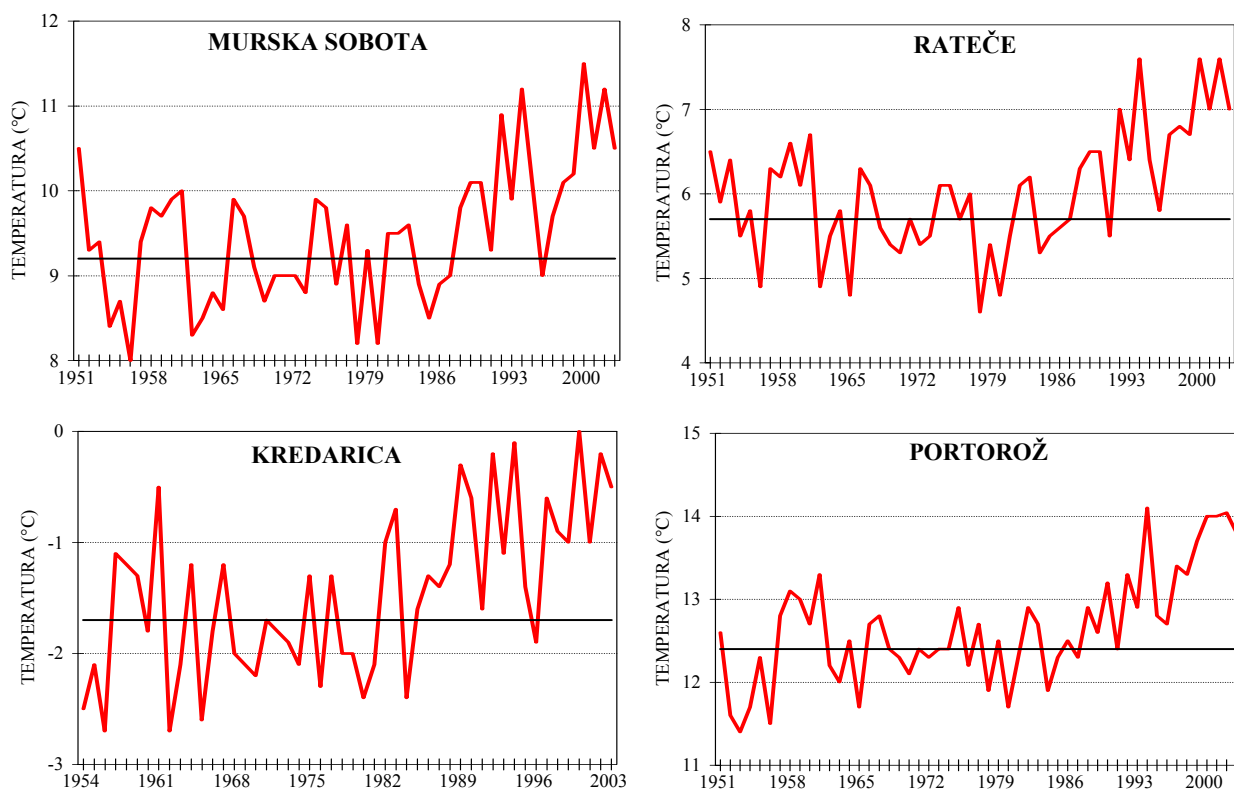 MURSKA SOBOTA
TEMPERATURA (°C)
12
11
10
9
8
1951 1958 1965 1972 1979 1986 1993 2000
RATEČE
TEMPERATURA (°C)
8
7
6
5
4
1951 1958 1965 1972 1979 1986 1993 2000
KREDARICA
TEMPERATURA (°C)
0
-1
-2
-3
1954 1961 1968 1975 1982 1989 1996 2003
PORTOROŽ
TEMPERATURA (°C)
15
14
13
12
11
1951 1958 1965 1972 1979 1986 1993 2000